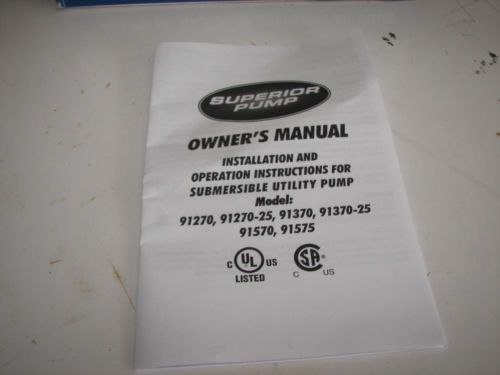 SUPERIOR
PUMP
OWNER'S MANUAL
INSTALLATION AND
OPERATION INSTRUCTIONS FOR
SUBMERSIBLE UTILITY PUMP
Model:
91270, 91270-25, 91370, 91370-25
91570, 91575
C UL US SA
LISTED C US